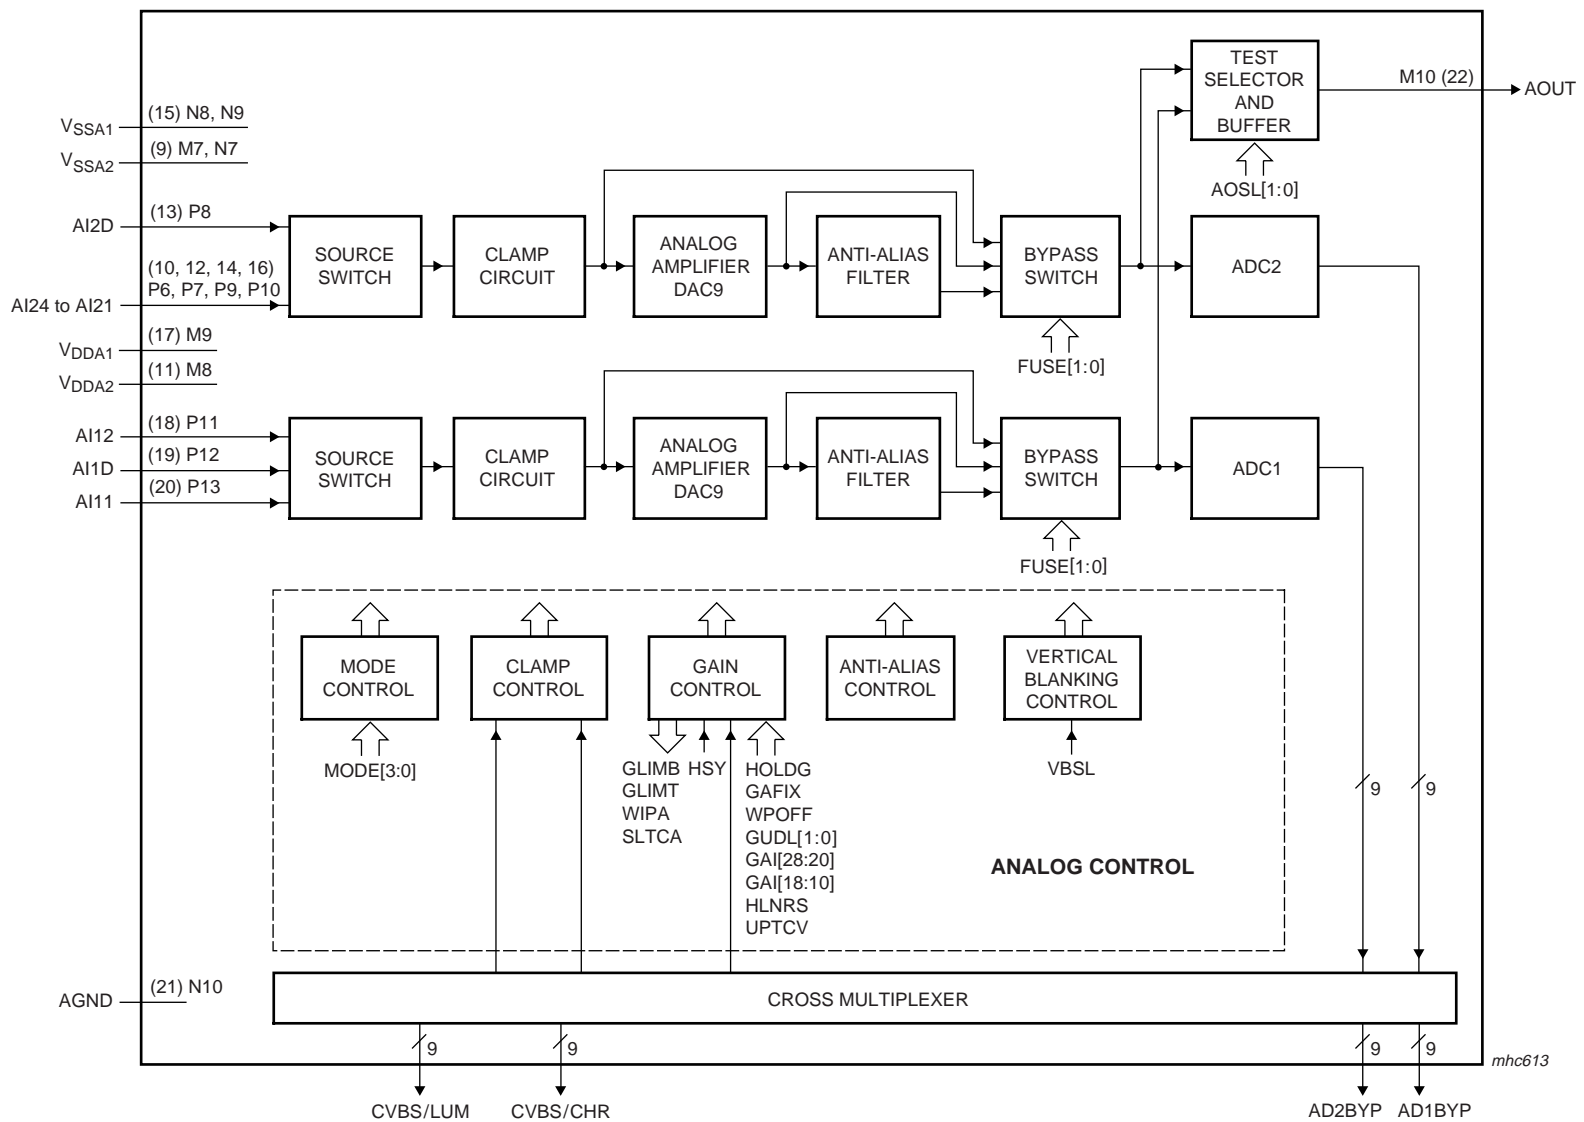 TEST
SELECTOR
AND
BUFFER
M10 (22)
AOUT
AOSL[1:0]
VSSA1
(15) N8, N9
VSSA2
(9) M7, N7
AI2D
(13) P8
(10, 12, 14, 16)
P6, P7, P9, P10
AI24 to AI21
SOURCE
SWITCH
CLAMP
CIRCUIT
ANALOG
AMPLIFIER
DAC9
ANTI-ALIAS
FILTER
BYPASS
SWITCH
ADC2
FUSE[1:0]
VDDA1
(17) M9
VDDA2
(11) M8
AI12
(18) P11
AI1D
(19) P12
AI11
(20) P13
SOURCE
SWITCH
CLAMP
CIRCUIT
ANALOG
AMPLIFIER
DAC9
ANTI-ALIAS
FILTER
BYPASS
SWITCH
ADC1
FUSE[1:0]
MODE
CONTROL
CLAMP
CONTROL
GAIN
CONTROL
ANTI-ALIAS
CONTROL
VERTICAL
BLANKING
CONTROL
MODE[3:0]
GLIMB
GLIMT
WIPA
SLTCA
HSY
HOLDG
GAFIX
WPOFF
GUDL[1:0]
GAI[28:20]
GAI[18:10]
HLNRS
UPTCV
VBSL
9
9
ANALOG CONTROL
AGND
(21) N10
CROSS MULTIPLEXER
9
9
9
9
mhc613
CVBS/LUM
CVBS/CHR
AD2BYP
AD1BYP